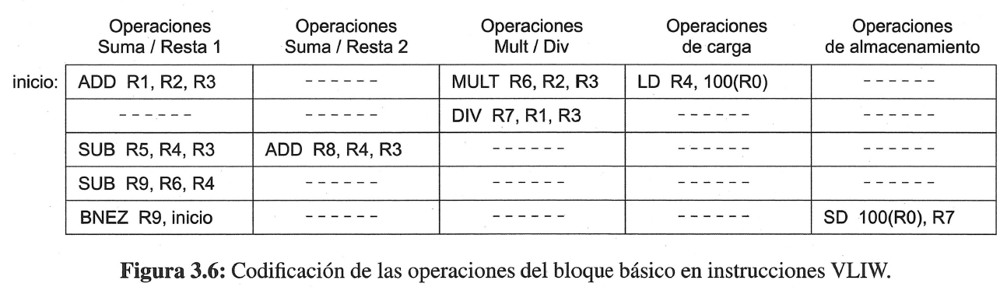 Operaciones Suma / Resta 1 Operaciones Suma / Resta 2 Operaciones Mult / Div Operaciones de carga Operaciones de almacenamiento
inicio: ADD R1, R2, R3 ------ MULT R6, R2, R3 LD R4, 100(R0) ------
------ ------ DIV R7, R1, R3 ------ ------
SUB R5, R4, R3 ADD R8, R4, R3 ------ ------ ------
SUB R9, R6, R4 ------ ------ ------ ------
BNEZ R9, inicio ------ ------ ------ SD 100(R0), R7
Figura 3.6: Codificación de las operaciones del bloque básico en instrucciones VLIW.